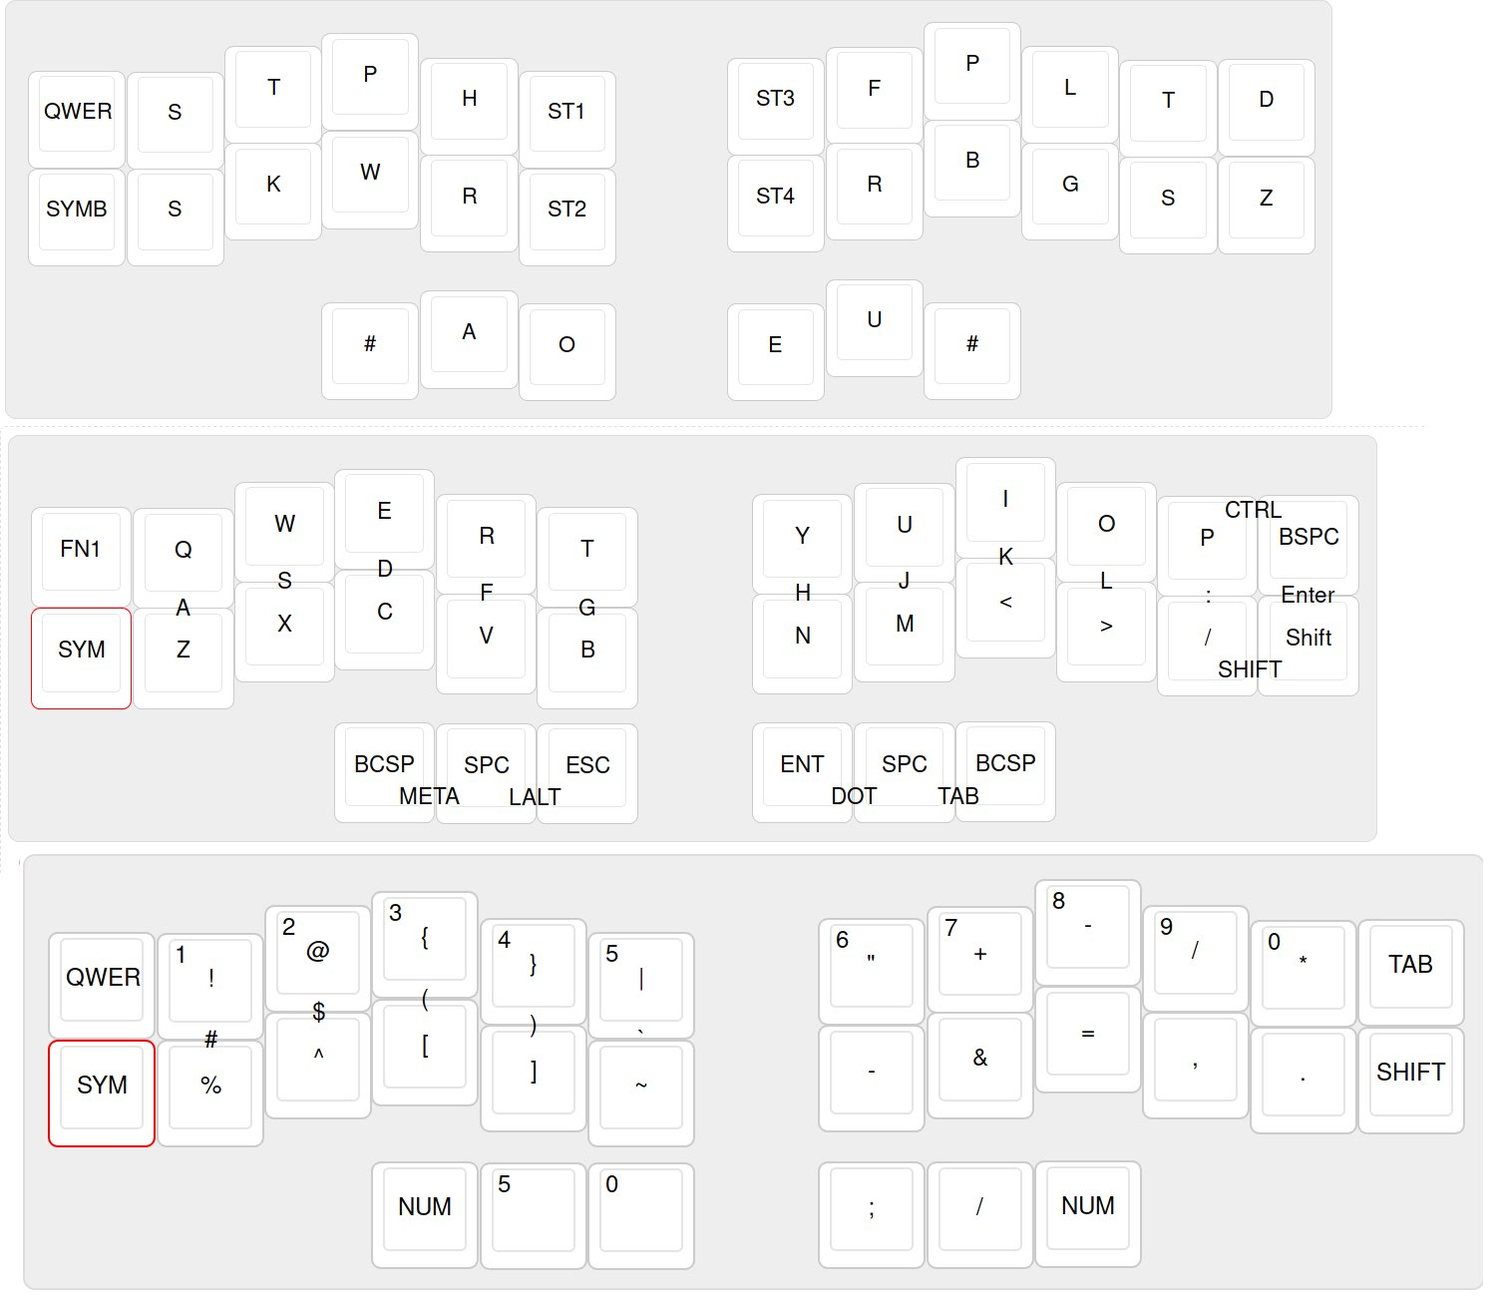 QWER S T P H ST1 ST3 F P L T D
SYMB S K W R ST2 ST4 R B G S Z
# A O E U #
FN1 Q W E R T Y U I O P CTRL BSPC
A S D F G H J K L : Enter
SYM Z X C V B N M < > / Shift
SHIFT
BCSP SPC ESC ENT SPC BCSP
META LALT DOT TAB
QWER 1 ! 2 @ 3 { 4 } 5 | 6 " 7 + 8 - 9 / 0 * TAB
# $ ( ) `
SYM % ^ [ ] ~ - & = , . SHIFT
NUM 5 0 ; / NUM